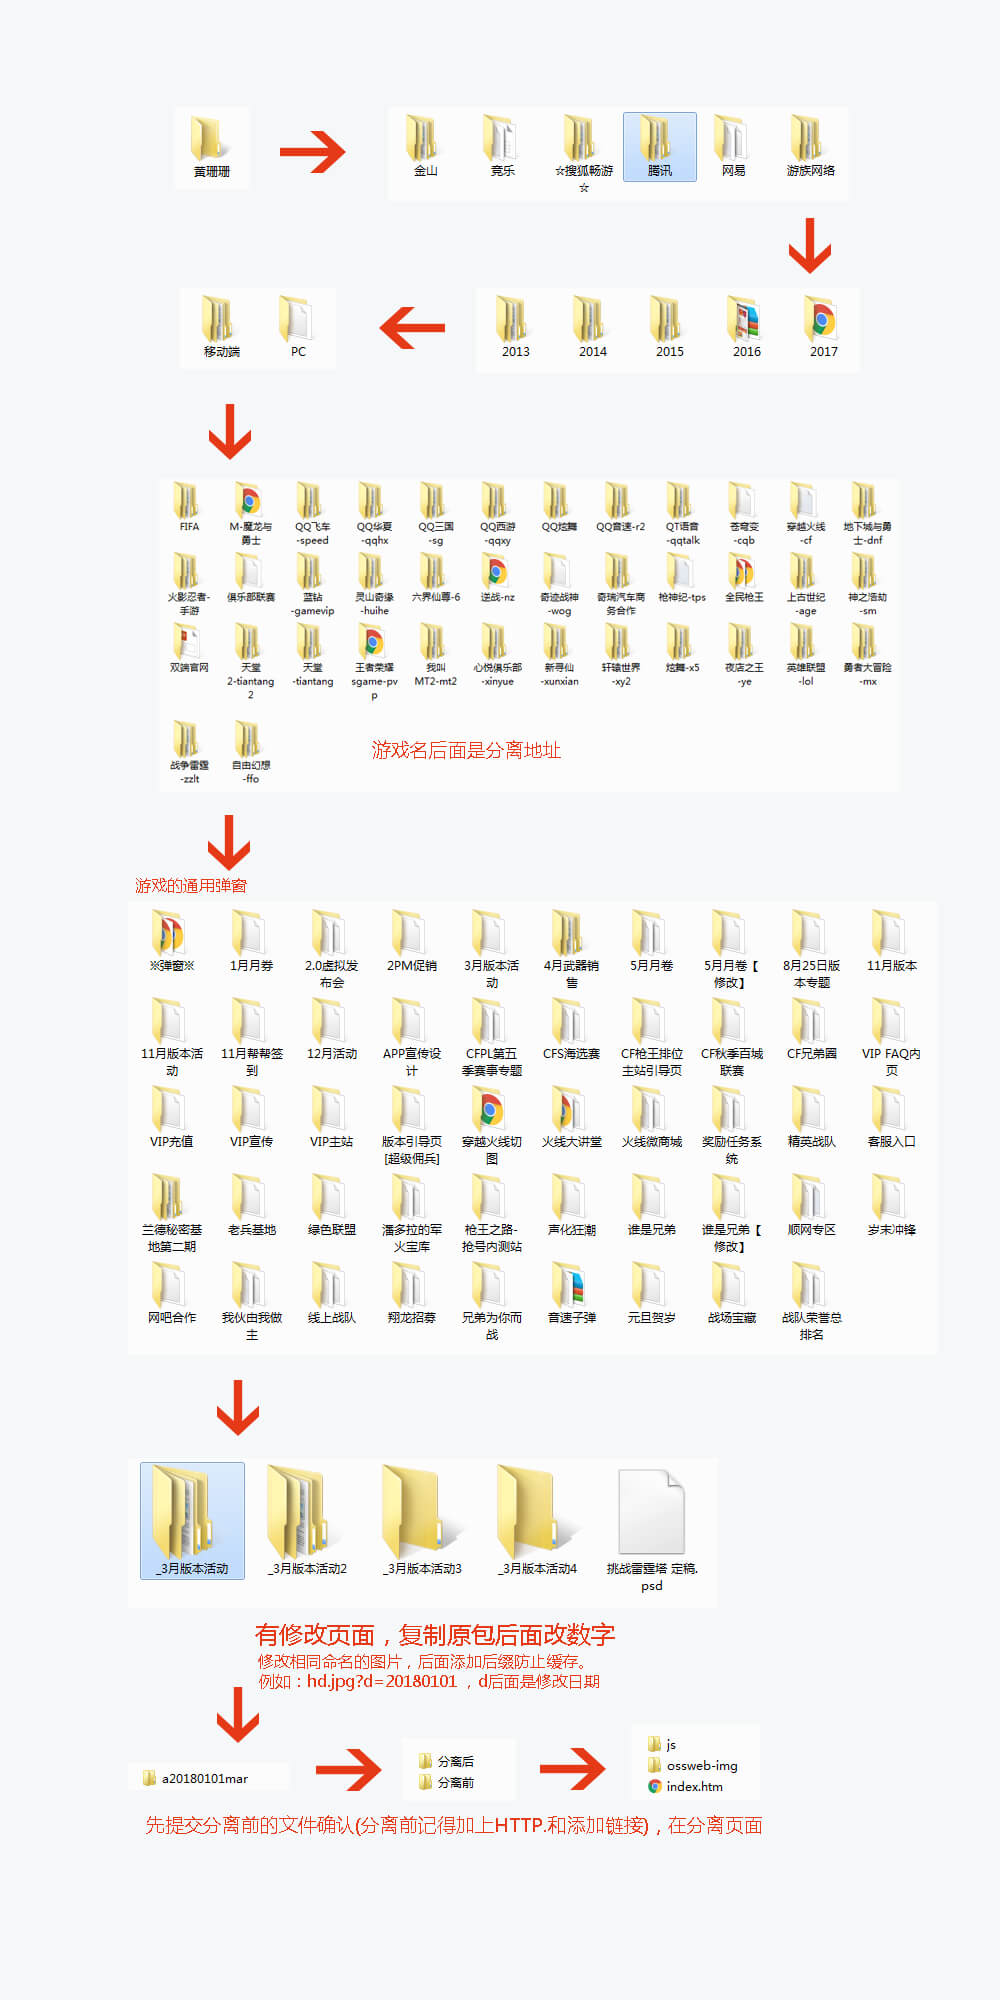 黄珊珊
金山
竞乐
☆搜狐畅游
☆
腾讯
网易
游族网络
移动端
PC
2013
2014
2015
2016
2017
FIFA
M-魔龙与
勇士
QQ飞车
-speed
QQ华夏
-qqhx
QQ三国
-sg
QQ西游
-qqxy
QQ炫舞
QQ音速-r2
QT语音
-qqtalk
苍穹变
-cqb
穿越火线
-cf
地下城与勇
士-dnf
火影忍者-
手游
俱乐部联赛
蓝钻
-gamevip
灵山奇缘
-huihe
六界仙尊-6
逆战-nz
奇迹战神
-wog
奇瑞汽车商
务合作
枪神纪-tps
全民枪王
上古世纪
-age
神之浩劫
-sm
双端官网
天堂
2-tiantang
2
天堂
-tiantang
王者荣耀
sgame-pv
p
我叫
MT2-mt2
心悦俱乐部
-xinyue
新寻仙
-xunxian
轩辕世界
-xy2
炫舞-x5
夜店之王
-ye
英雄联盟
-lol
勇者大冒险
-mx
战争雷霆
-zzlt
自由幻想
-ffo
游戏名后面是分离地址
游戏的通用弹窗
※弹窗※
1月月券
2.0虚拟发
布会
2PM促销
3月版本活
动
4月武器销
售
5月月卷
5月月卷【
修改】
8月25日版
本专题
11月版本
11月版本活
动
11月帮帮签
到
12月活动
APP宣传设
计
CFPL第五
季赛事专题
CFS海选赛
CF枪王排位
主站引导页
CF秋季百城
联赛
CF兄弟圈
VIP FAQ内
页
VIP充值
VIP宣传
VIP主站
版本引导页
[超级佣兵]
穿越火线切
图
火线大讲堂
火线微商城
奖励任务系
统
精英战队
客服入口
兰德秘密基
地第二期
老兵基地
绿色联盟
潘多拉的军
火宝库
枪王之路-
抢号内测站
声化狂潮
谁是兄弟
谁是兄弟【
修改】
顺网专区
岁末冲锋
网吧合作
我伙由我做
主
线上战队
翔龙招募
兄弟为你而
战
音速子弹
元旦贺岁
战场宝藏
战队荣誉总
排名
_3月版本活动
_3月版本活动2
_3月版本活动3
_3月版本活动4
挑战雷霆塔 定稿.
psd
有修改页面，复制原包后面改数字
修改相同命名的图片，后面添加后缀防止缓存。
例如：hd.jpg?d=20180101 ，d后面是修改日期
a20180101mar
分离后
分离前
js
ossweb-img
index.htm
先提交分离前的文件确认(分离前记得加上HTTP.和添加链接)，在分离页面